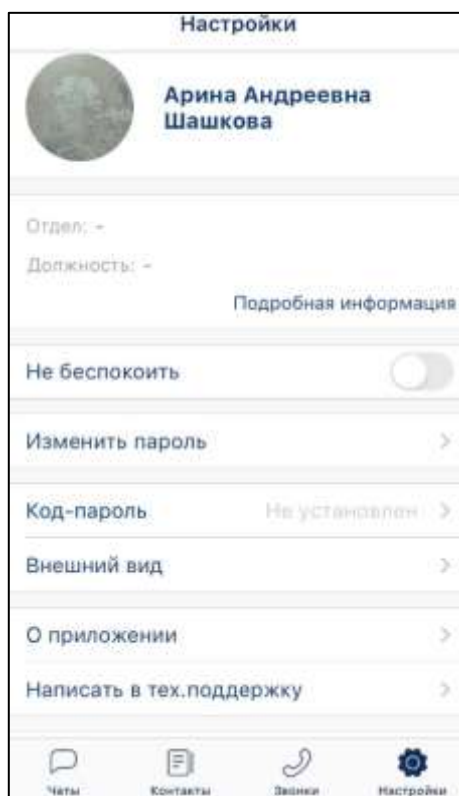 Настройки
Арина Андреевна
Шашкова
Отдел: -
Должность: -
Подробная информация
Не беспокоить
Изменить пароль
Код-пароль Не установлен
Внешний вид
О приложении
Написать в тех.поддержку
Чаты Контакты Звонки Настройки